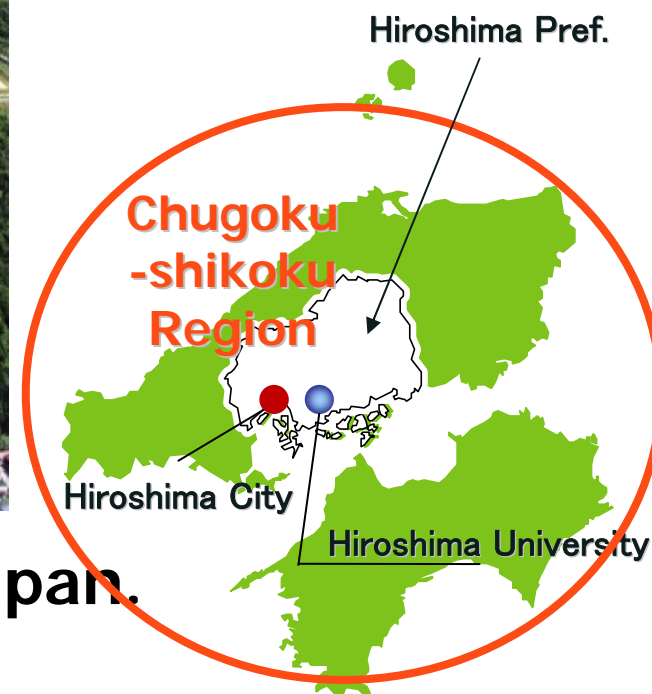 Hiroshima Pref.
Chugoku
-shikoku
Region
Hiroshima City
Hiroshima University
pan.